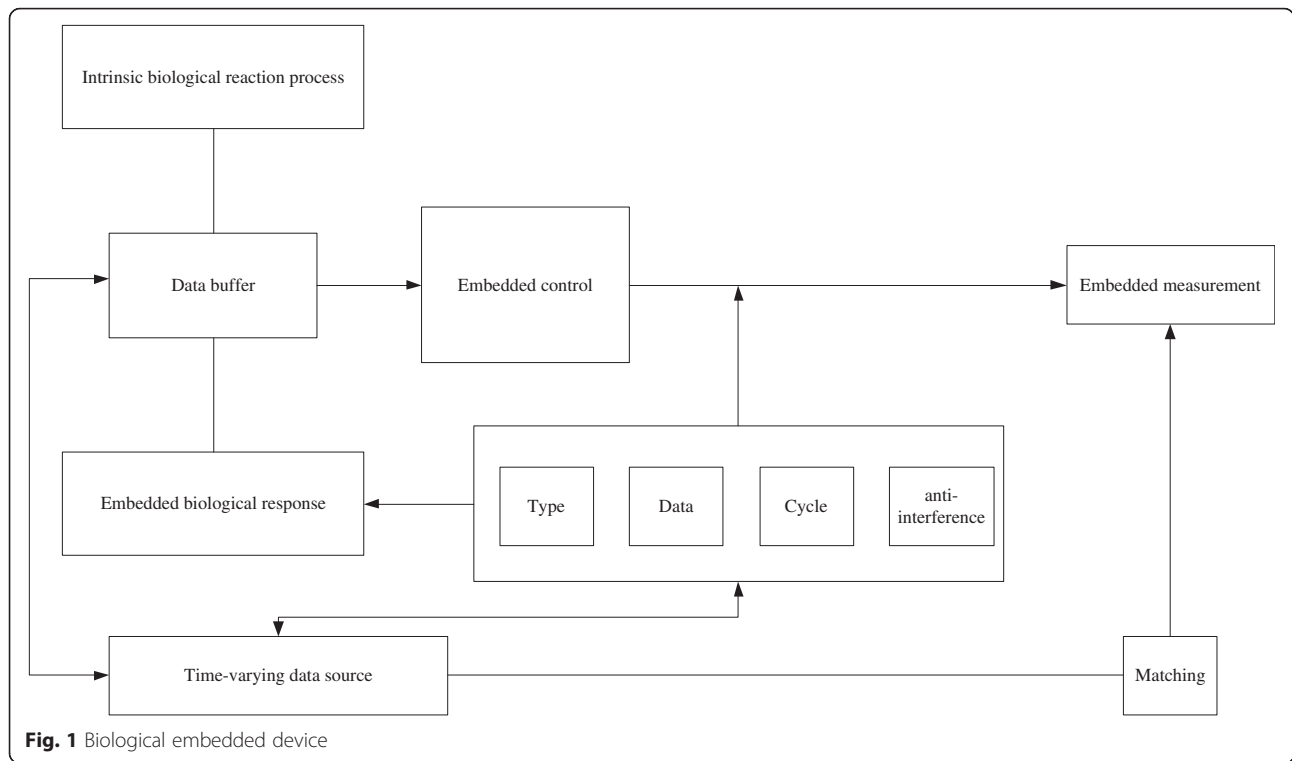 Intrinsic biological reaction process
Data buffer
Embedded control
Embedded measurement
Embedded biological response
Type
Data
Cycle
anti-
interference
Time-varying data source
Matching
Fig. 1 Biological embedded device